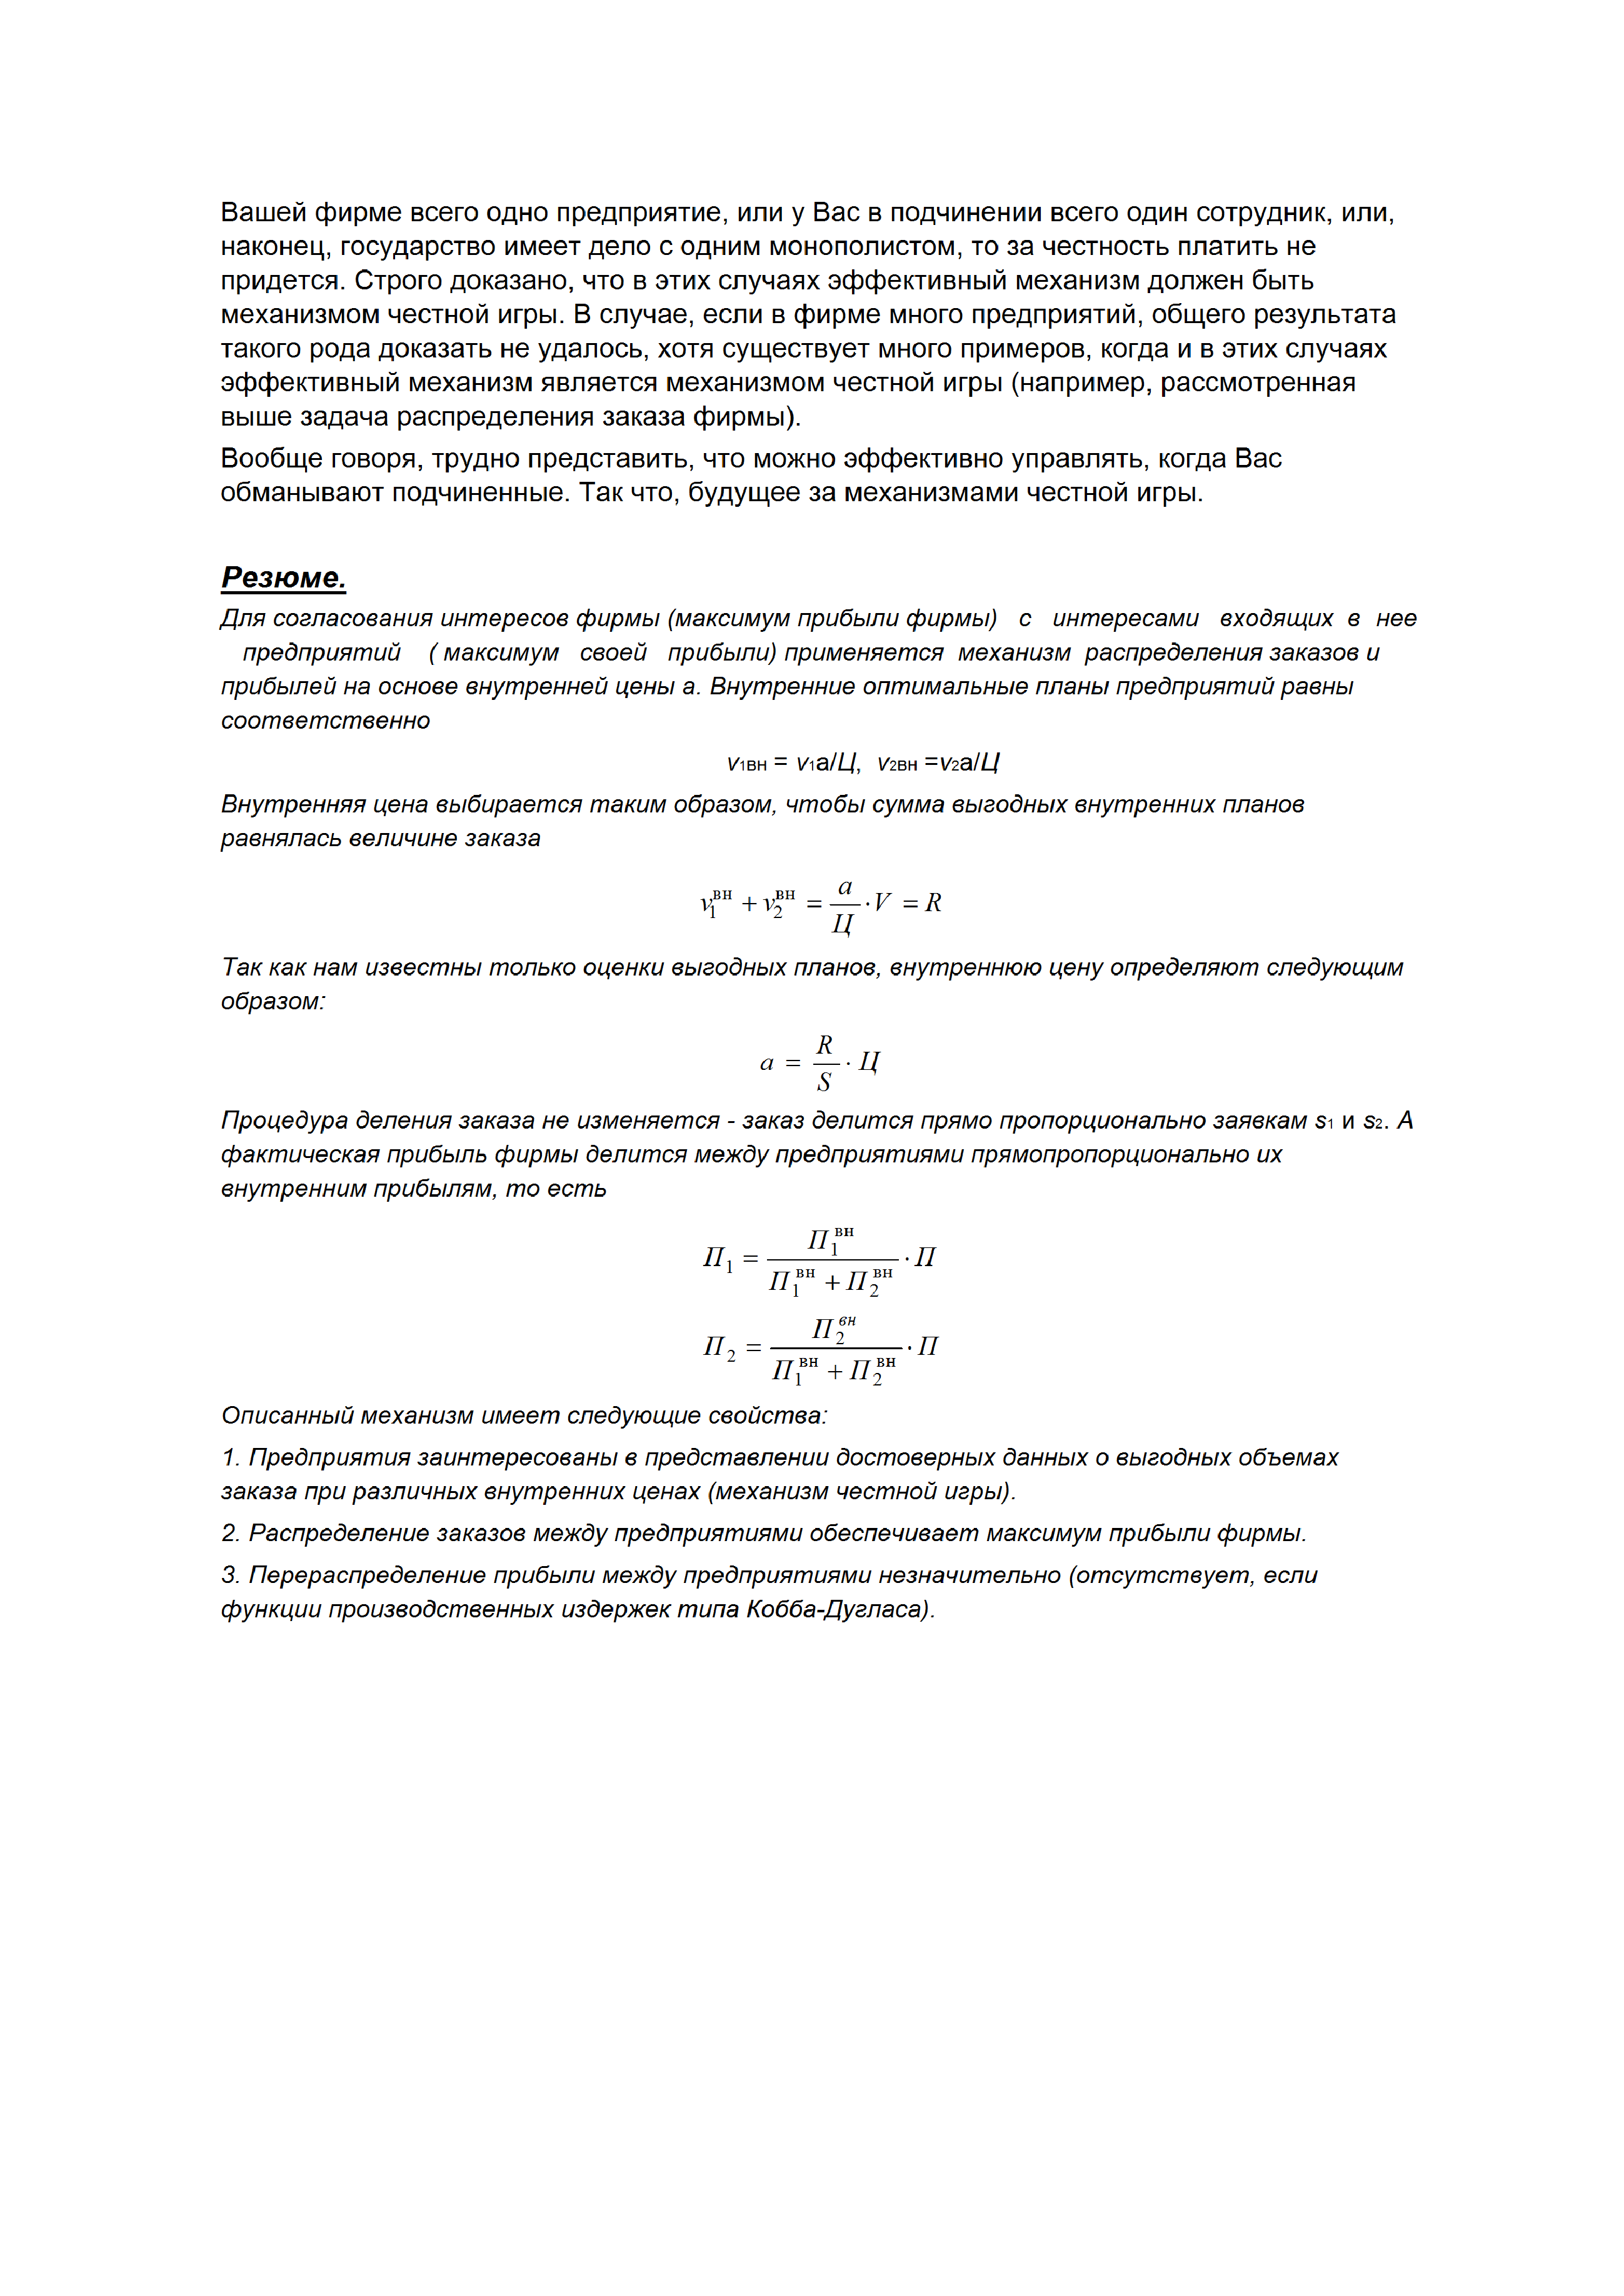 Вашей фирме всего одно предприятие, или у Вас в подчинении всего один сотрудник, или,
наконец, государство имеет дело с одним монополистом, то за честность платить не
придется. Строго доказано, что в этих случаях эффективный механизм должен быть
механизмом честной игры. В случае, если в фирме много предприятий, общего результата
такого рода доказать не удалось, хотя существует много примеров, когда и в этих случаях
эффективный механизм является механизмом честной игры (например, рассмотренная
выше задача распределения заказа фирмы).
Вообще говоря, трудно представить, что можно эффективно управлять, когда Вас
обманывают подчиненные. Так что, будущее за механизмами честной игры.
Резюме.
Для согласования интересов фирмы (максимум прибыли фирмы) с интересами входящих в нее
предприятий ( максимум своей прибыли) применяется механизм распределения заказов и
прибылей на основе внутренней цены а. Внутренние оптимальные планы предприятий равны
соответственно
v₁вн = v₁а/Ц, v₂вн =v₂а/Ц
Внутренняя цена выбирается таким образом, чтобы сумма выгодных внутренних планов
равнялась величине заказа
v_1^{вн} + v_2^{вн} = \frac{a}{Ц} · V = R
Так как нам известны только оценки выгодных планов, внутреннюю цену определяют следующим
образом:
a = \frac{R}{S} · Ц
Процедура деления заказа не изменяется - заказ делится прямо пропорционально заявкам s₁ и s₂. А
фактическая прибыль фирмы делится между предприятиями прямопропорционально их
внутренним прибылям, то есть
П_1 = \frac{П_1^{вн}}{П_1^{вн} + П_2^{вн}} · П
П_2 = \frac{П_2^{вн}}{П_1^{вн} + П_2^{вн}} · П
Описанный механизм имеет следующие свойства:
1. Предприятия заинтересованы в представлении достоверных данных о выгодных объемах
заказа при различных внутренних ценах (механизм честной игры).
2. Распределение заказов между предприятиями обеспечивает максимум прибыли фирмы.
3. Перераспределение прибыли между предприятиями незначительно (отсутствует, если
функции производственных издержек типа Кобба-Дугласа).